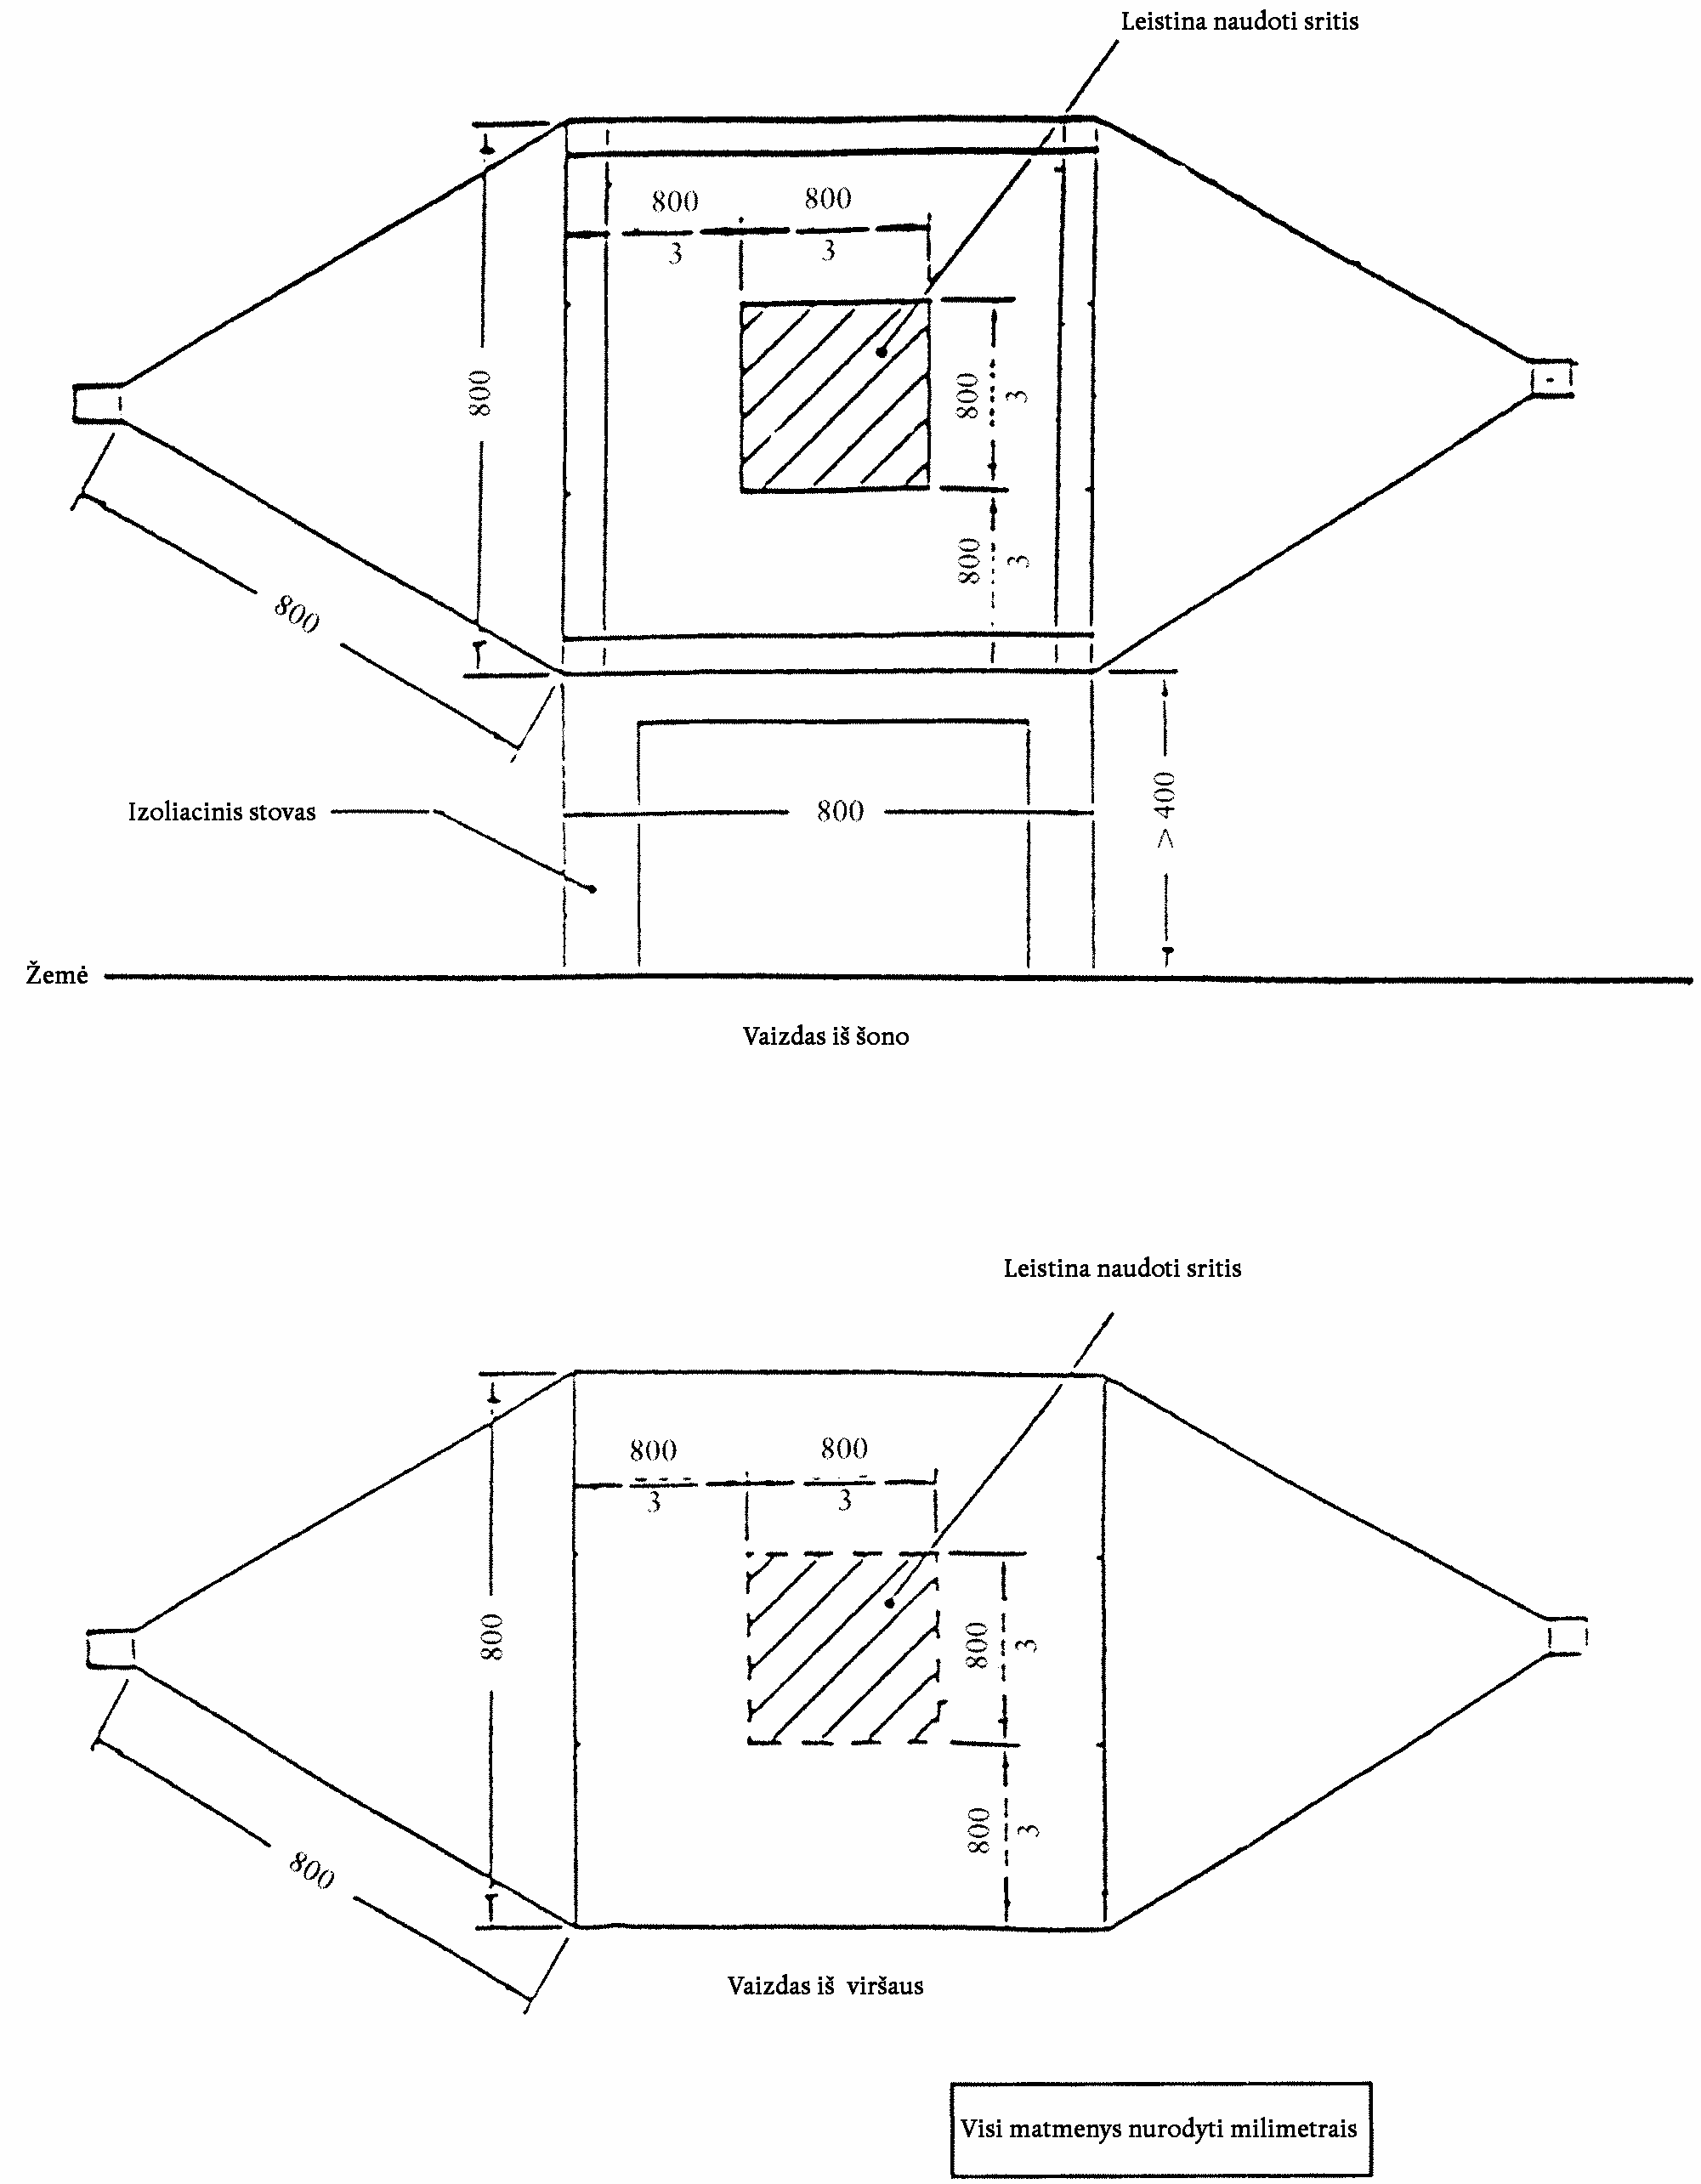 Leistina naudoti sritis
800 800
3 3
800
800
3
800
3
800
Izoliacinis stovas
800
> 400
Žemė
Vaizdas iš šono
Leistina naudoti sritis
800 800
3 3
800
800
3
800
3
800
Vaizdas iš viršaus
Visi matmenys nurodyti milimetrais